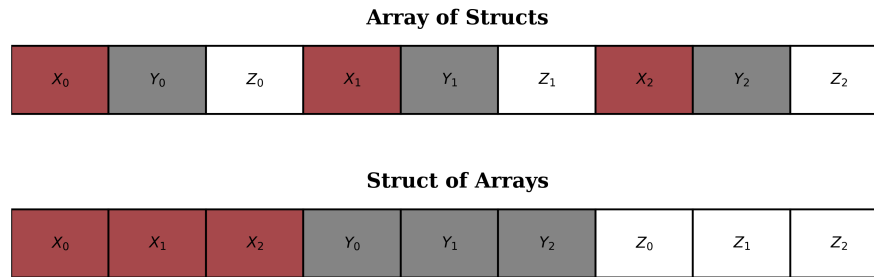 Array of Structs
X₀ Y₀ Z₀ X₁ Y₁ Z₁ X₂ Y₂ Z₂
Struct of Arrays
X₀ X₁ X₂ Y₀ Y₁ Y₂ Z₀ Z₁ Z₂